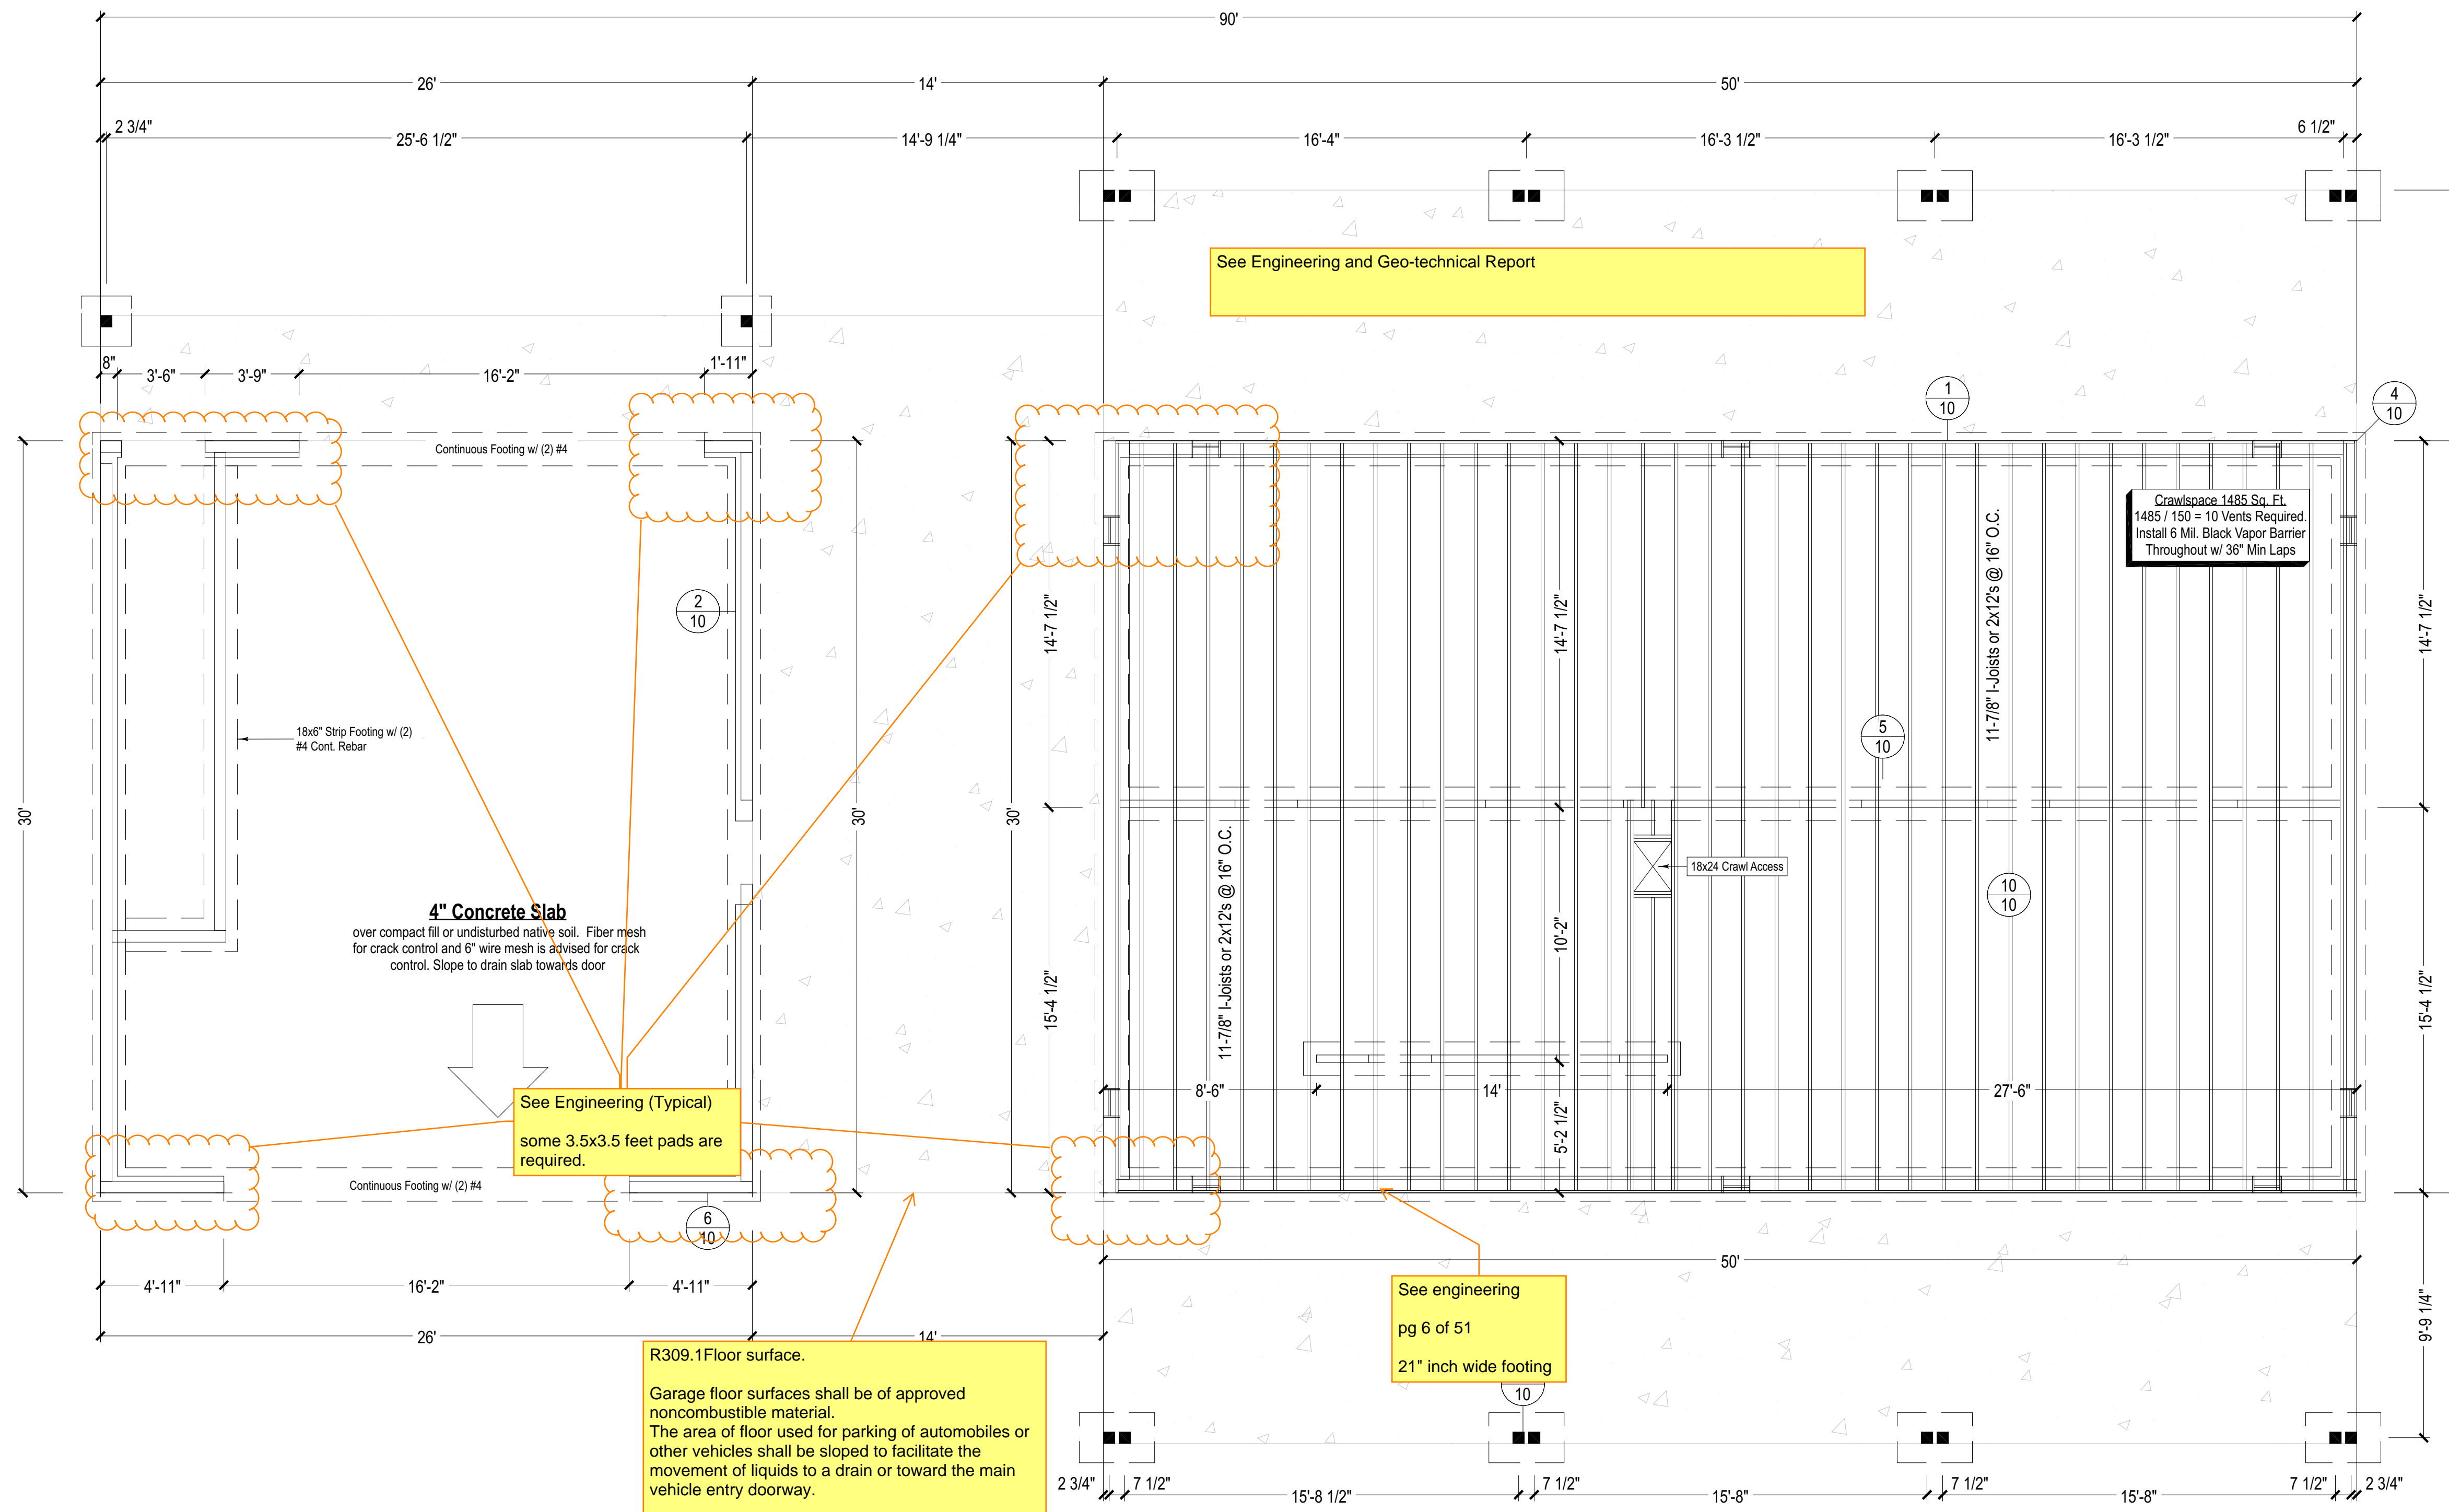 90'
26'
14'
50'
2 3/4"
25'-6 1/2"
14'-9 1/4"
16'-4"
16'-3 1/2"
16'-3 1/2"
6 1/2"
See Engineering and Geo-technical Report
8"
3'-6"
3'-9"
16'-2"
1'-11"
1
10
4
10
Continuous Footing w/ (2) #4
Crawlspace 1485 Sq. Ft.
1485 / 150 = 10 Vents Required.
Install 6 Mil. Black Vapor Barrier
Throughout w/ 36" Min Laps
11-7/8" I-Joists or 2x12's @ 16" O.C.
2
10
14'-7 1/2"
14'-7 1/2"
14'-7 1/2"
18x6" Strip Footing w/ (2)
#4 Cont. Rebar
5
10
30'
30'
30'
18x24 Crawl Access
10
10
11-7/8" I-Joists or 2x12's @ 16" O.C.
4" Concrete Slab
over compact fill or undisturbed native soil. Fiber mesh
for crack control and 6" wire mesh is advised for crack
control. Slope to drain slab towards door
10'-2"
15'-4 1/2"
15'-4 1/2"
8'-6"
14'
27'-6"
5'-2 1/2"
See Engineering (Typical)
some 3.5x3.5 feet pads are
required.
Continuous Footing w/ (2) #4
6
10
4'-11"
16'-2"
4'-11"
50'
26'
14'
9'-9 1/4"
See engineering
pg 6 of 51
21" inch wide footing
10
R309.1Floor surface.
Garage floor surfaces shall be of approved
noncombustible material.
The area of floor used for parking of automobiles or
other vehicles shall be sloped to facilitate the
movement of liquids to a drain or toward the main
vehicle entry doorway.
2 3/4"
7 1/2"
15'-8 1/2"
7 1/2"
15'-8"
7 1/2"
15'-8"
7 1/2"
2 3/4"